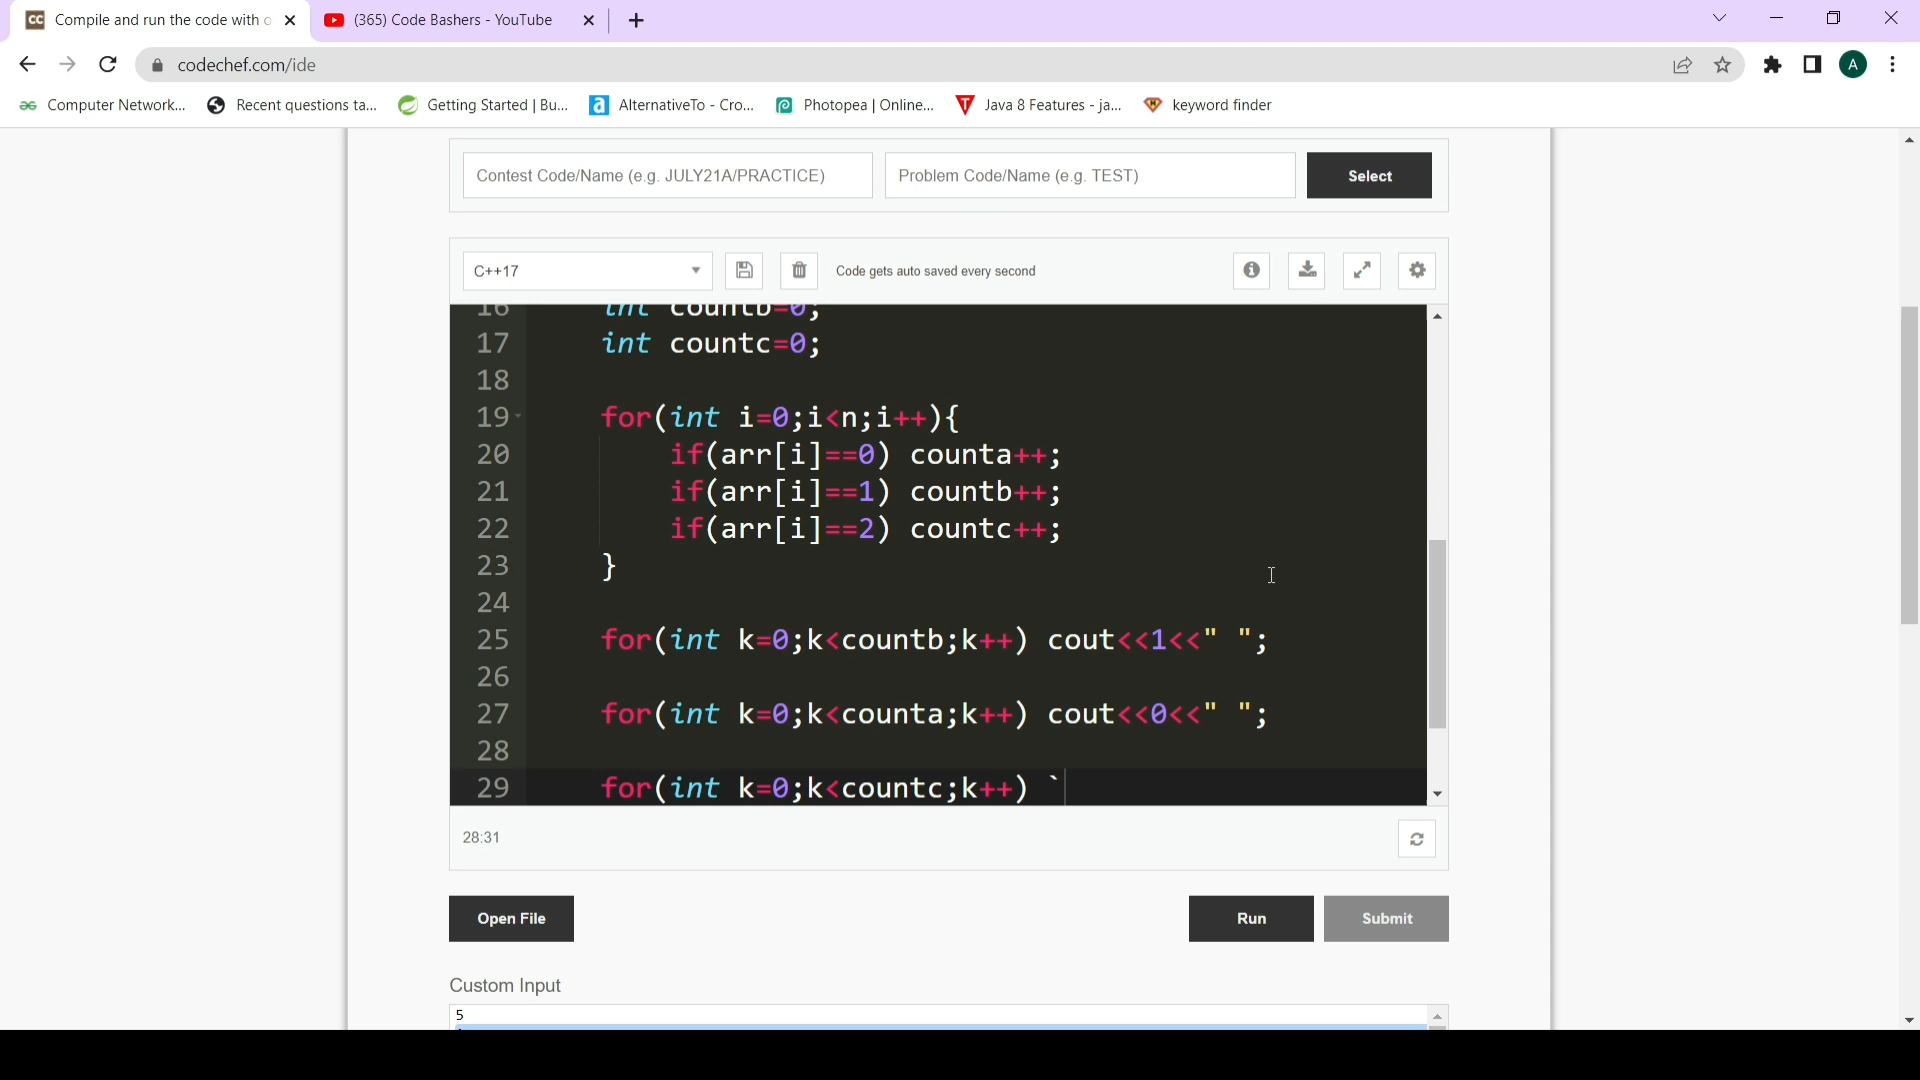 CC Compile and run the code with o
(365) Code Bashers - YouTube
codechef.com/ide
A
Computer Network...
Recent questions ta...
Getting Started | Bu...
a AlternativeTo - Cro...
Photopea | Online...
T Java 8 Features - ja...
keyword finder
Contest Code/Name (e.g. JULY21A/PRACTICE)
Problem Code/Name (e.g. TEST)
Select
C++17
Code gets auto saved every second
16 int countb=0;
17 int countc=0;
18
19 for(int i=0;i<n;i++){
20 if(arr[i]==0) counta++;
21 if(arr[i]==1) countb++;
22 if(arr[i]==2) countc++;
23 }
24
25 for(int k=0;k<countb;k++) cout<<1<<" ";
26
27 for(int k=0;k<counta;k++) cout<<0<<" ";
28
29 for(int k=0;k<countc;k++) `
28:31
Open File
Run
Submit
Custom Input
5